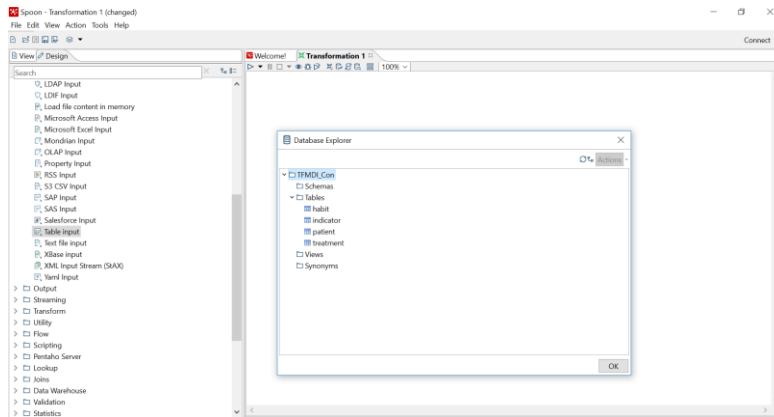 Spoon - Transformation 1 (changed)
File Edit View Action Tools Help
Connect
View Design
Search
LDAP Input
LDIF Input
Load file content in memory
Microsoft Access Input
Microsoft Excel Input
Mondrian Input
OLAP Input
Property Input
RSS Input
S3 CSV Input
SAP Input
SAS Input
Salesforce Input
Table input
Text file input
XBase input
XML Input Stream (StAX)
Yaml Input
Output
Streaming
Transform
Utility
Flow
Scripting
Pentaho Server
Lookup
Joins
Data Warehouse
Validation
Statistics
Welcome! Transformation 1
100%
Database Explorer
Actions
TFMDI_Con
Schemas
Tables
habit
indicator
patient
treatment
Views
Synonyms
OK